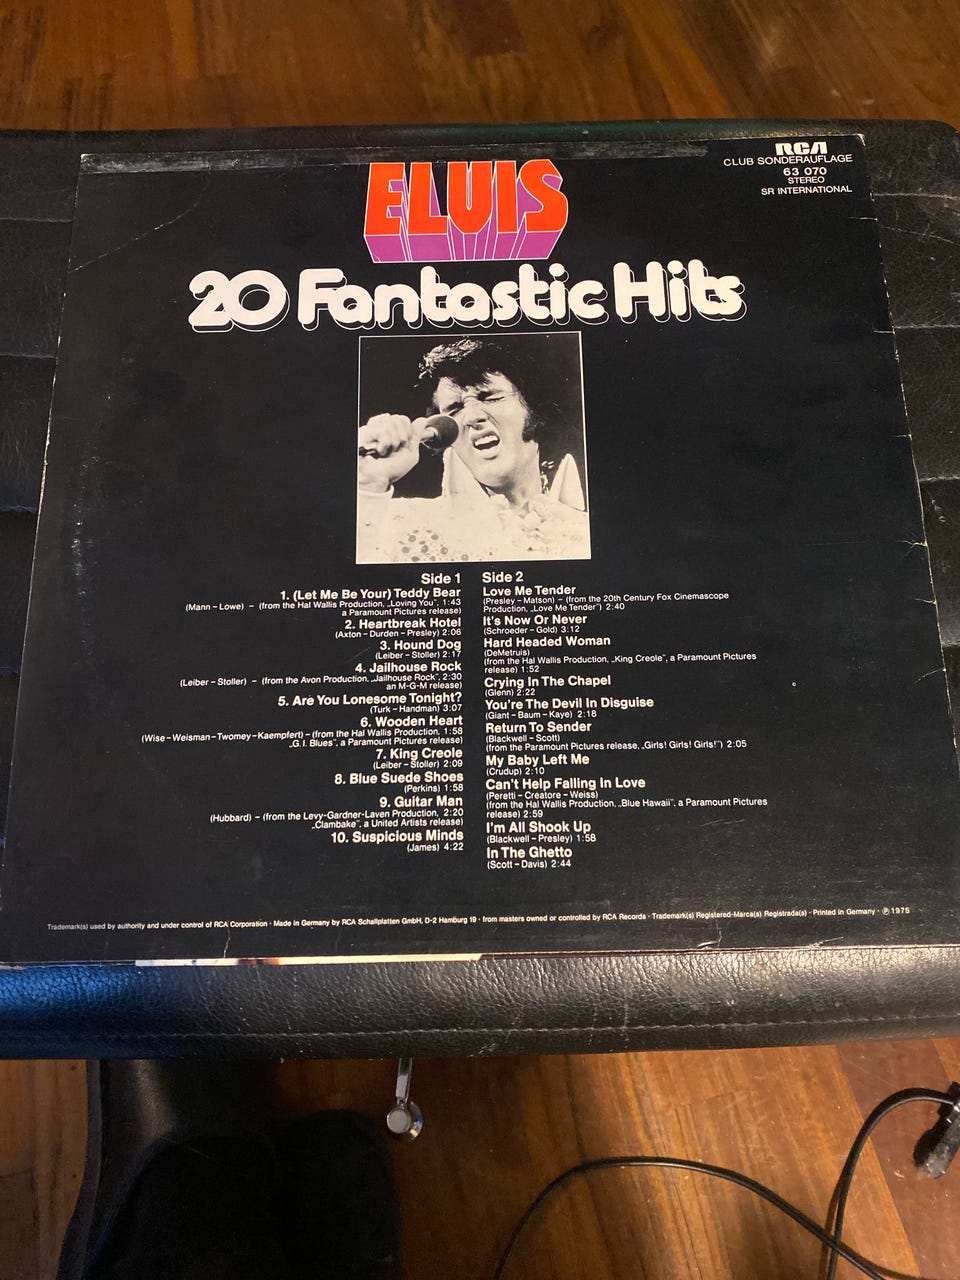 RCA
CLUB SONDERAUFLAGE
63 070
STEREO
SR INTERNATIONAL
ELVIS
20 Fantastic Hits
Side 1
1. (Let Me Be Your) Teddy Bear
(Mann – Lowe) – (from the Hal Wallis Production, „Loving You", 1:43
a Paramount Pictures release)
2. Heartbreak Hotel
(Axton – Durden – Presley) 2:06
3. Hound Dog
(Leiber – Stoller) 2:17
4. Jailhouse Rock
(Leiber – Stoller) – (from the Avon Production, „Jailhouse Rock", 2:30
an M-G-M release)
5. Are You Lonesome Tonight?
(Turk – Handman) 3:07
6. Wooden Heart
(Wise – Weisman – Twomey – Kaempfert) – (from the Hal Wallis Production, 1:58
„G. I. Blues", a Paramount Pictures release)
7. King Creole
(Leiber – Stoller) 2:09
8. Blue Suede Shoes
(Perkins) 1:58
9. Guitar Man
(Hubbard) – (from the Levy-Gardner-Laven Production, 2:20
„Clambake", a United Artists release)
10. Suspicious Minds
(James) 4:22
Side 2
Love Me Tender
(Presley – Matson) – (from the 20th Century Fox Cinemascope
Production, „Love Me Tender") 2:40
It's Now Or Never
(Schroeder – Gold) 3:12
Hard Headed Woman
(DeMetruis)
(from the Hal Wallis Production, „King Creole", a Paramount Pictures
release) 1:52
Crying In The Chapel
(Glenn) 2:22
You're The Devil In Disguise
(Giant – Baum – Kaye) 2:18
Return To Sender
(Blackwell – Scott)
(from the Paramount Pictures release, „Girls! Girls! Girls!") 2:05
My Baby Left Me
(Crudup) 2:10
Can't Help Falling In Love
(Peretti – Creatore – Weiss)
(from the Hal Wallis Production, „Blue Hawaii", a Paramount Pictures
release) 2:59
I'm All Shook Up
(Blackwell – Presley) 1:58
In The Ghetto
(Scott – Davis) 2:44
Trademark(s) used by authority and under control of RCA Corporation · Made in Germany by RCA Schallplatten GmbH, D-2 Hamburg 19 · from masters owned or controlled by RCA Records · Trademark(s) Registered-Marca(s) Registrada(s) · Printed in Germany · ℗ 1975